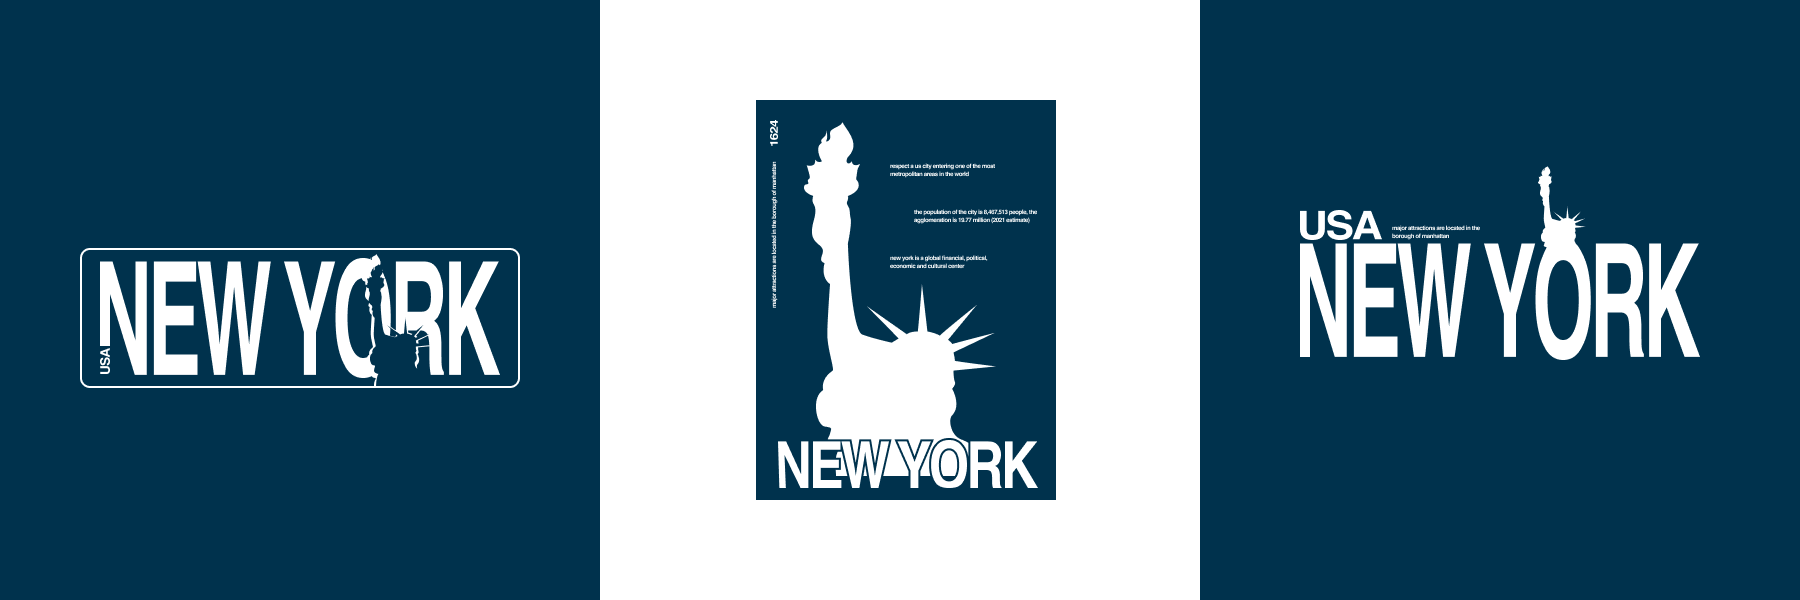 USA
NEW YORK
1624
major attractions are located in the borough of manhattan
respect a us city entering one of the most
metropolitan areas in the world
the population of the city is 8,467,513 people, the
agglomeration is 19.77 million (2021 estimate)
new york is a global financial, political,
economic and cultural center
NEW YORK
USA
major attractions are located in the
borough of manhattan
NEW YORK